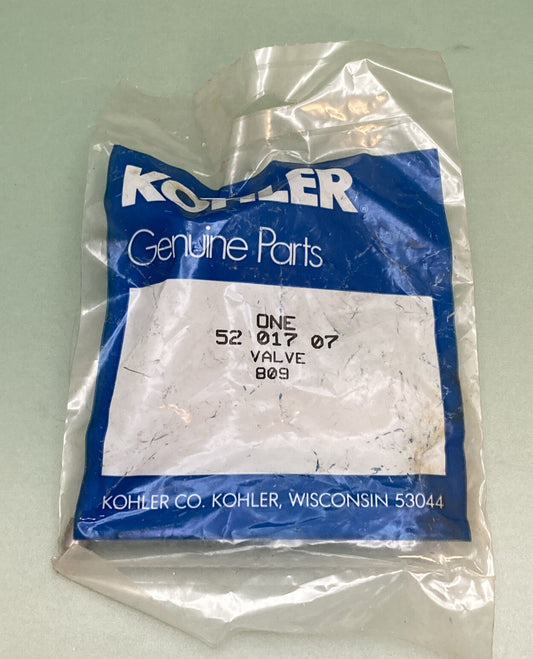 KOHLER®
Genuine Parts
ONE
52 017 07
VALVE
809
KOHLER CO. KOHLER, WISCONSIN 53044